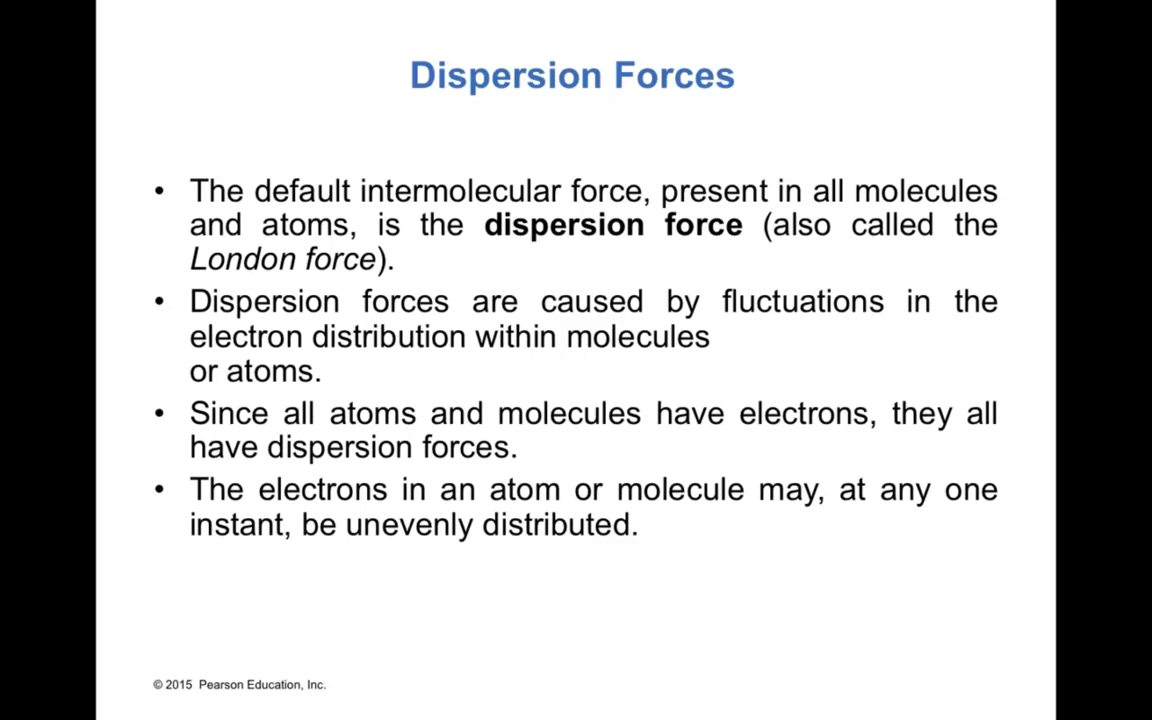 Dispersion Forces
• The default intermolecular force, present in all molecules
and atoms, is the dispersion force (also called the
London force).
• Dispersion forces are caused by fluctuations in the
electron distribution within molecules
or atoms.
• Since all atoms and molecules have electrons, they all
have dispersion forces.
• The electrons in an atom or molecule may, at any one
instant, be unevenly distributed.
© 2015 Pearson Education, Inc.